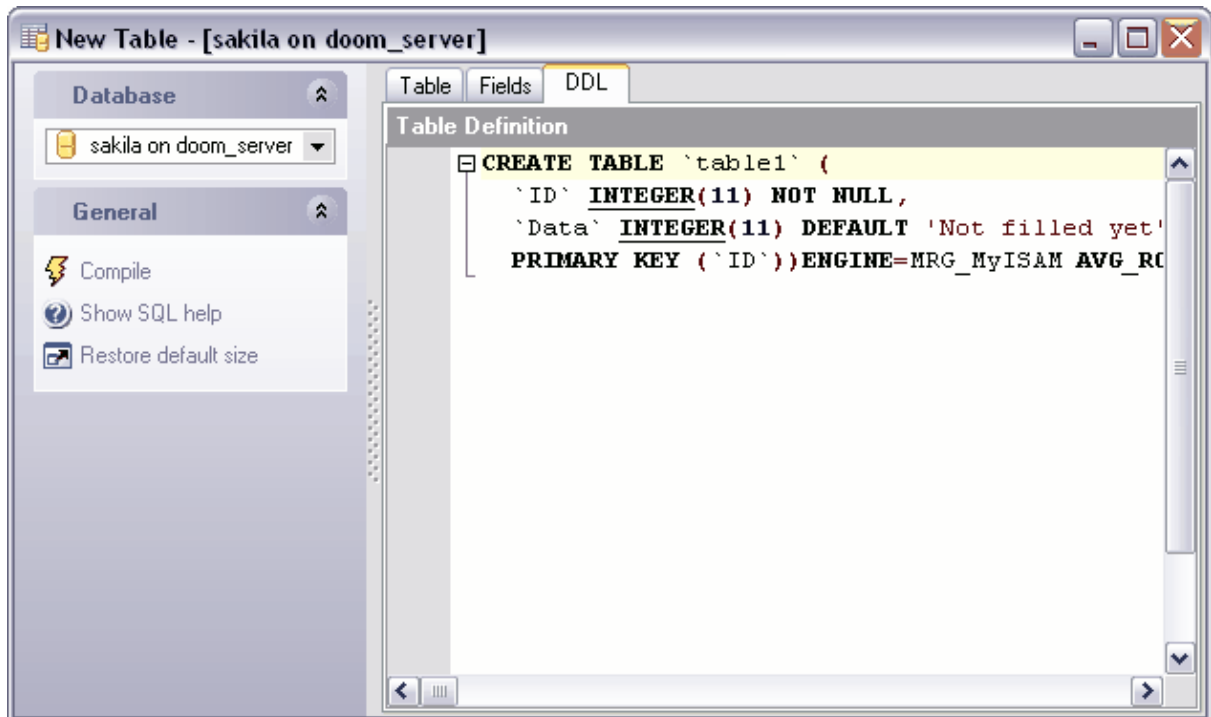 New Table - [sakila on doom_server]
Database
sakila on doom_server
General
Compile
Show SQL help
Restore default size
Table Fields DDL
Table Definition
CREATE TABLE `table1` (
`ID` INTEGER(11) NOT NULL,
`Data` INTEGER(11) DEFAULT 'Not filled yet'
PRIMARY KEY (`ID`))ENGINE=MRG_MyISAM